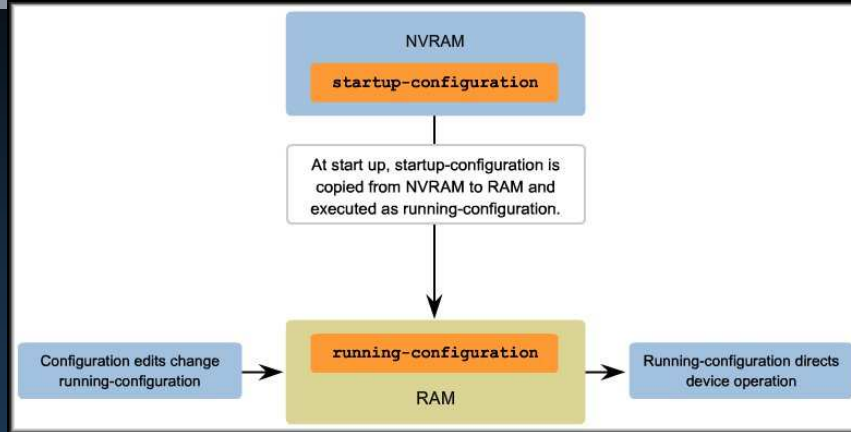 NVRAM
startup-configuration
At start up, startup-configuration is
copied from NVRAM to RAM and
executed as running-configuration.
Configuration edits change
running-configuration
running-configuration
RAM
Running-configuration directs
device operation